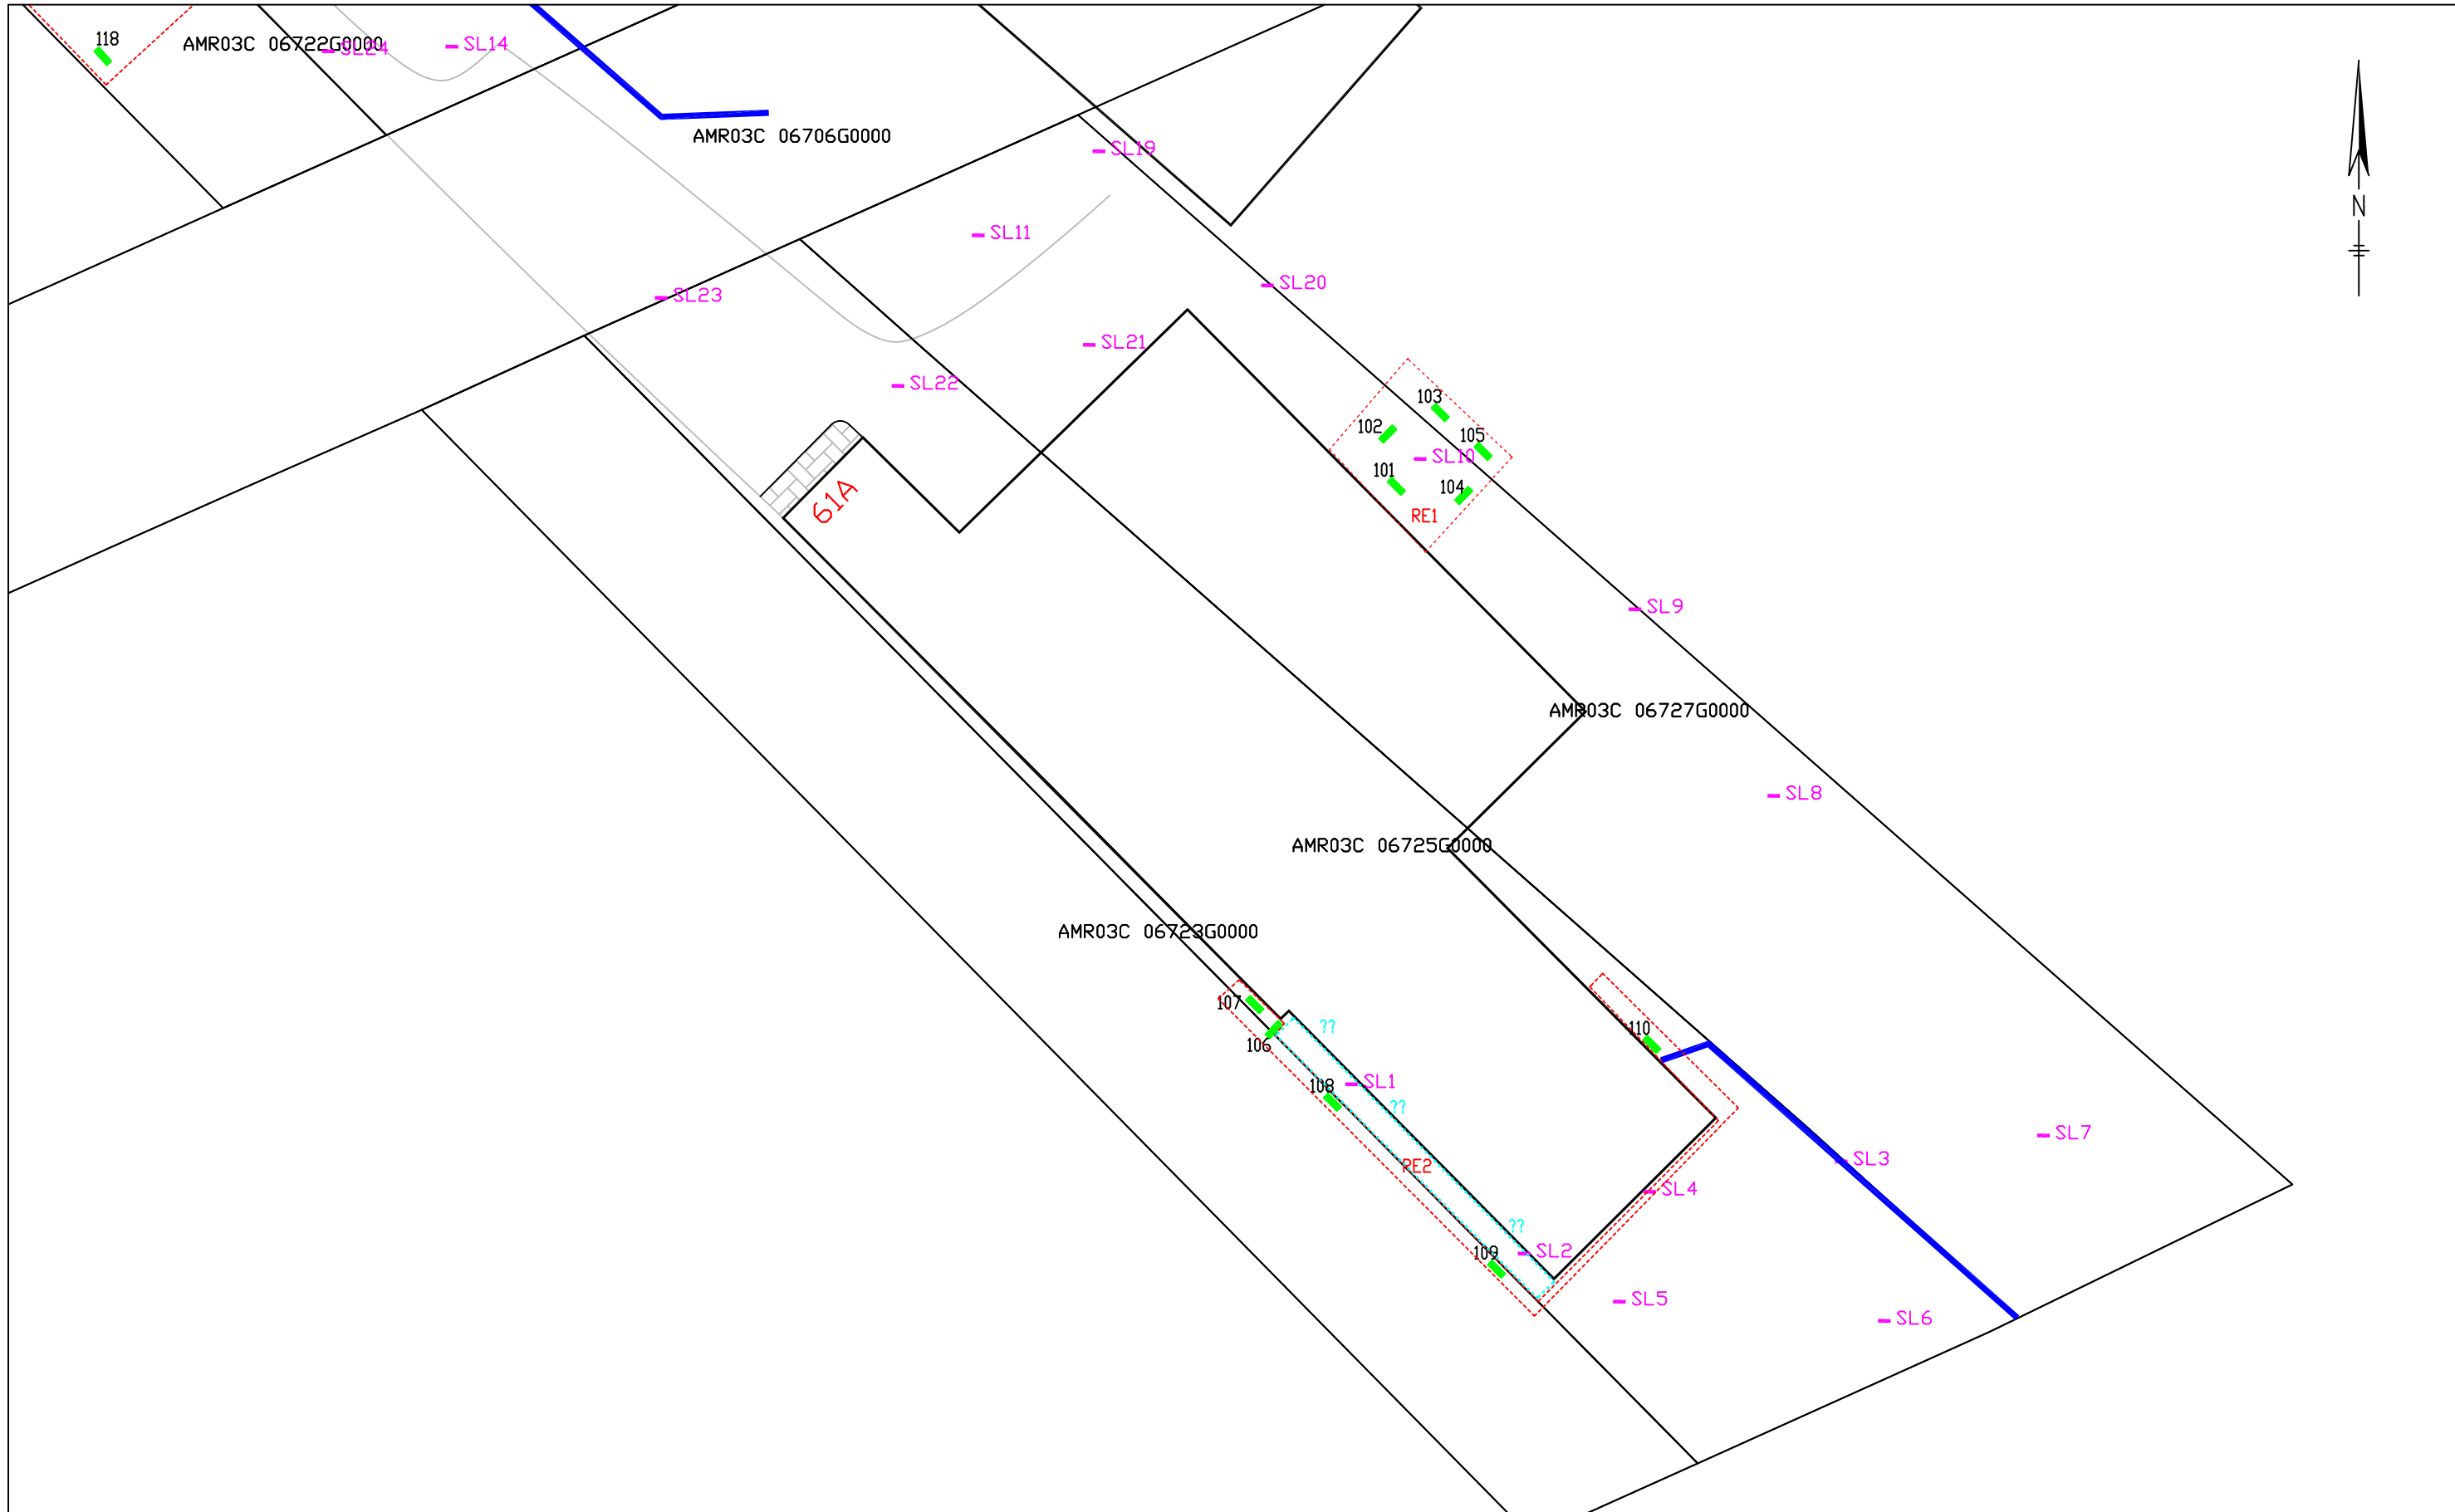 118
AMR03C 06722G0000
SL24
SL14
AMR03C 06706G0000
SL19
N
SL11
SL20
SL23
SL21
SL22
103
102
105
SL10
101
104
61A
RE1
SL9
AMR03C 06727G0000
SL8
AMR03C 06725G0000
AMR03C 06723G0000
107
??
110
106
SL1
108
??
SL7
SL3
RE2
SL4
??
109
SL2
SL5
SL6